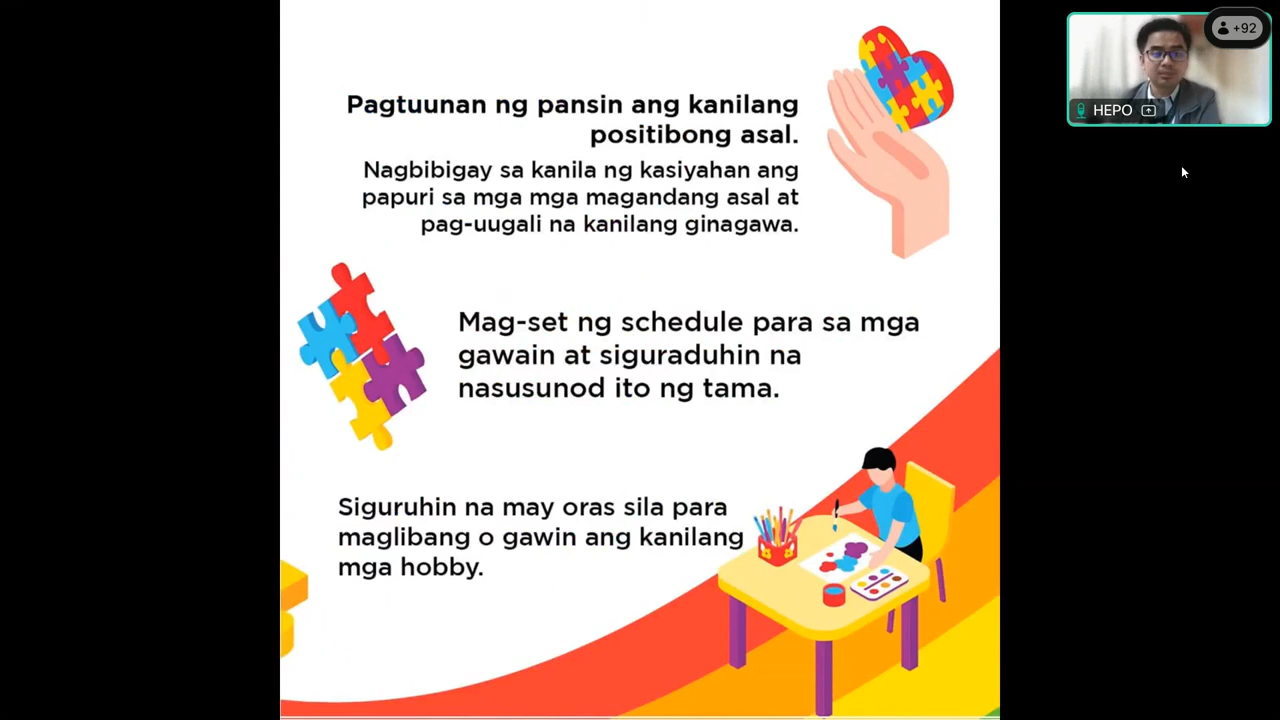 +92
HEPO
Pagtuunan ng pansin ang kanilang
positibong asal.
Nagbibigay sa kanila ng kasiyahan ang
papuri sa mga mga magandang asal at
pag-uugali na kanilang ginagawa.
Mag-set ng schedule para sa mga
gawain at siguraduhin na
nasusunod ito ng tama.
Siguruhin na may oras sila para
maglibang o gawin ang kanilang
mga hobby.